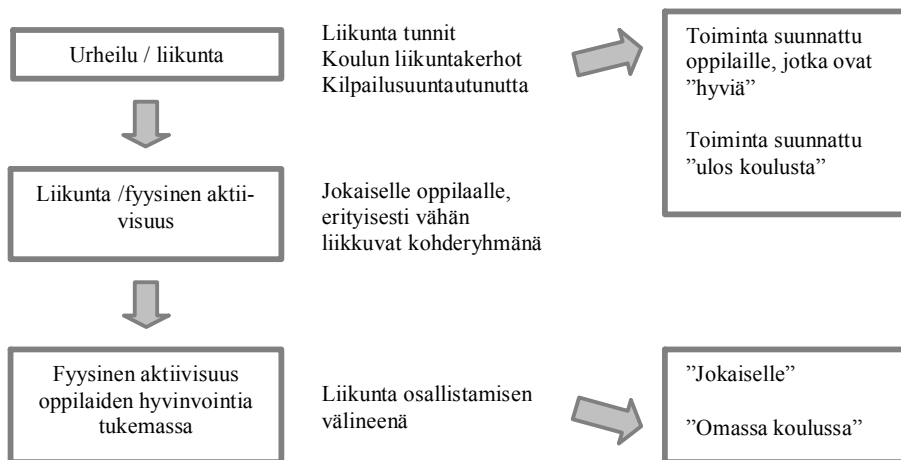 Urheilu / liikunta
Liikunta tunnit
Koulun liikuntakerhot
Kilpailusuuntautunutta
Toiminta suunnattu
oppilaille, jotka ovat
”hyviä”
Toiminta suunnattu
”ulos koulusta”
Liikunta /fyysinen aktii-
visuus
Jokaiselle oppilaalle,
erityisesti vähän
liikkuvat kohderyhmänä
Fyysinen aktiivisuus
oppilaiden hyvinvointia
tukemassa
Liikunta osallistamisen
välineenä
”Jokaiselle”
”Omassa koulussa”